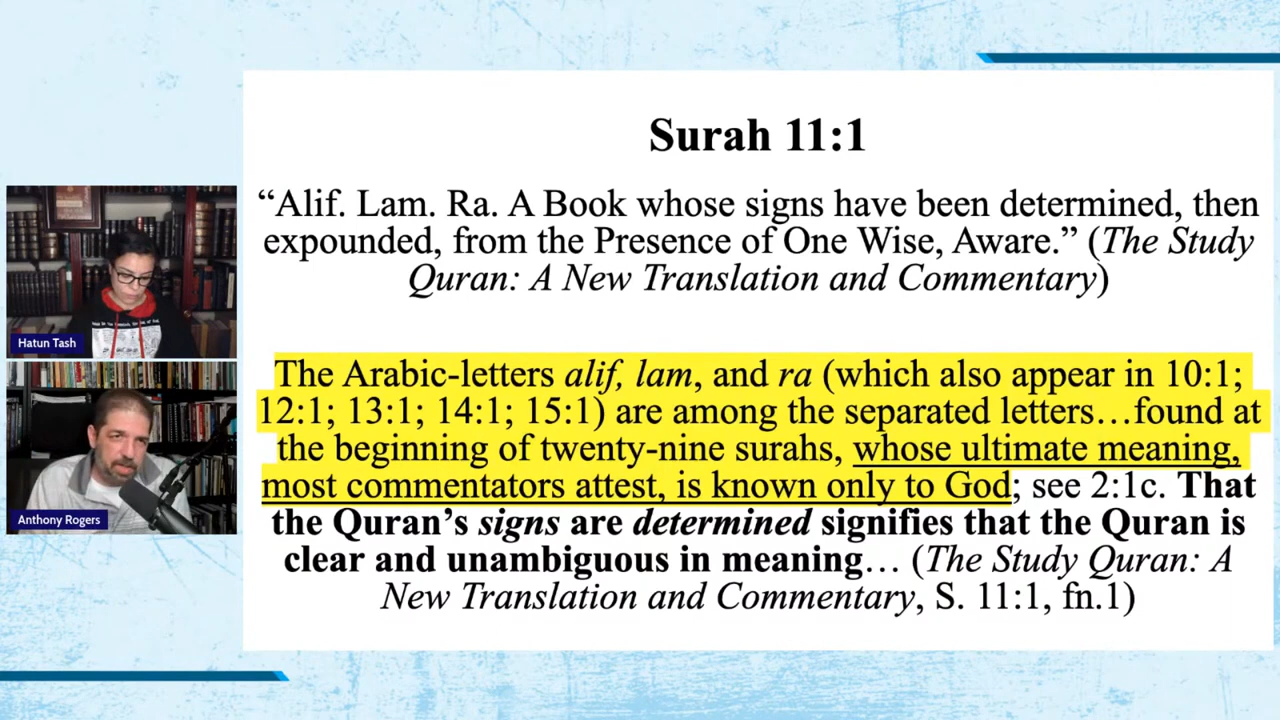 Surah 11:1
“Alif. Lam. Ra. A Book whose signs have been determined, then
expounded, from the Presence of One Wise, Aware.” (The Study
Quran: A New Translation and Commentary)
The Arabic-letters alif, lam, and ra (which also appear in 10:1;
12:1; 13:1; 14:1; 15:1) are among the separated letters…found at
the beginning of twenty-nine surahs, whose ultimate meaning,
most commentators attest, is known only to God; see 2:1c. That
the Quran’s signs are determined signifies that the Quran is
clear and unambiguous in meaning… (The Study Quran: A
New Translation and Commentary, S. 11:1, fn.1)
Hatun Tash
Anthony Rogers